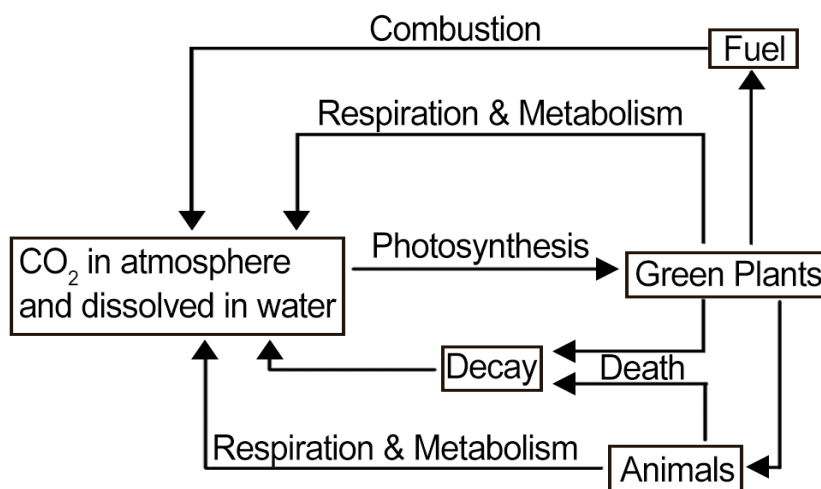 Combustion
Fuel
Respiration & Metabolism
CO₂ in atmosphere
and dissolved in water
Photosynthesis
Green Plants
Decay
Death
Respiration & Metabolism
Animals